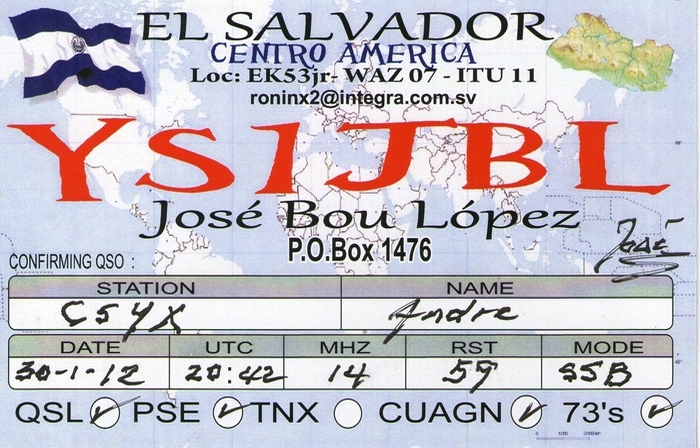 EL SALVADOR
CENTRO AMERICA
Loc: EK53jr- WAZ 07 - ITU 11
roninx2@integra.com.sv
YS1JBL
José Bou López
P.O.Box 1476
José
CONFIRMING QSO :
STATION NAME
C5YX Andre
DATE UTC MHZ RST MODE
30-1-12 20:42 14 59 SSB
QSL PSE TNX CUAGN 73's